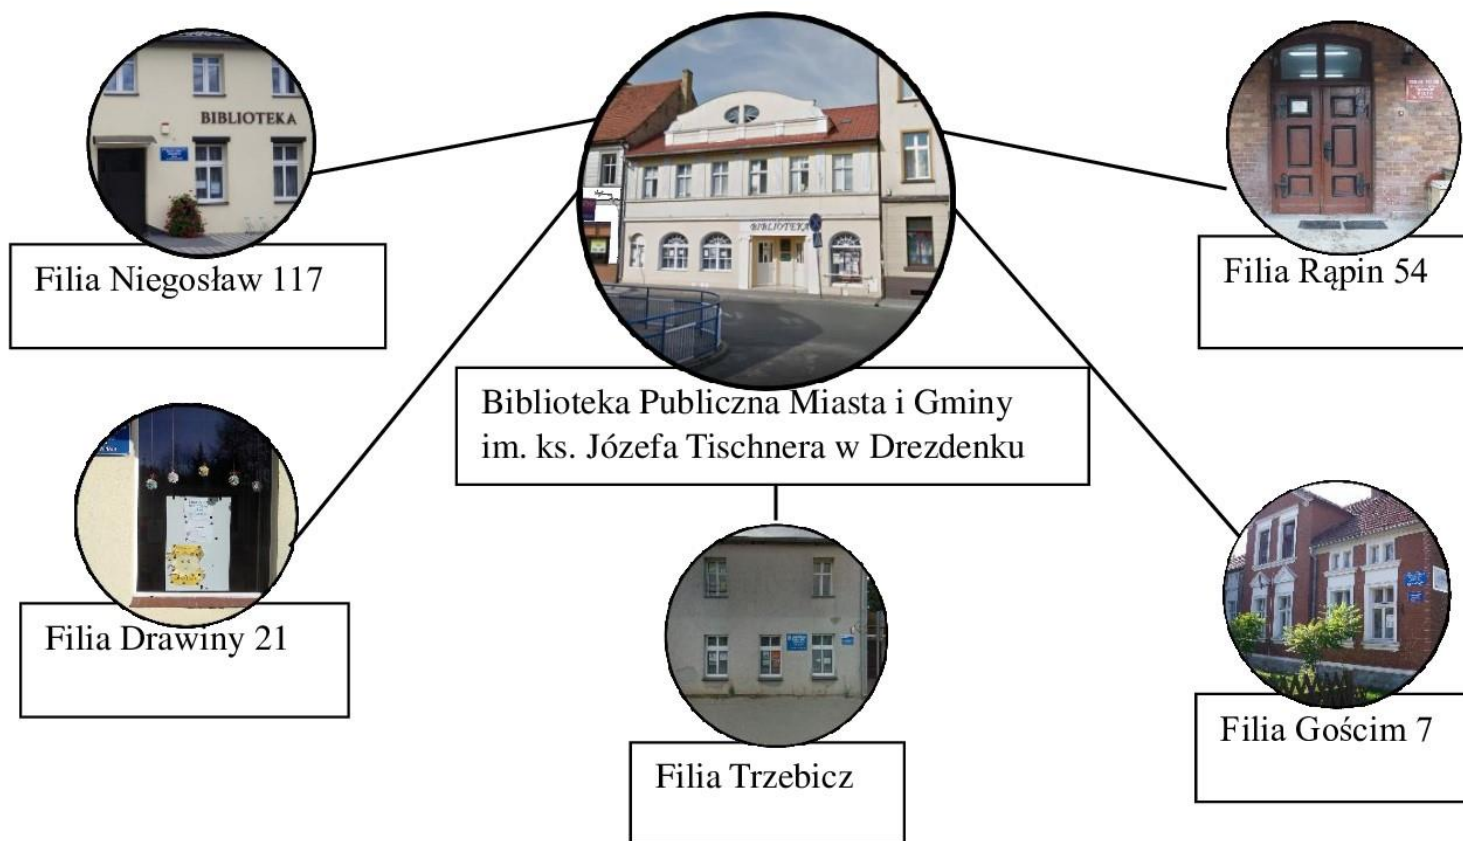 BIBLIOTEKA
Filia Niegosław 117
BIBLIOTEKA
Biblioteka Publiczna Miasta i Gminy
im. ks. Józefa Tischnera w Drezdenku
Filia Rąpin 54
Filia Drawiny 21
Filia Trzebicz
Filia Gościm 7